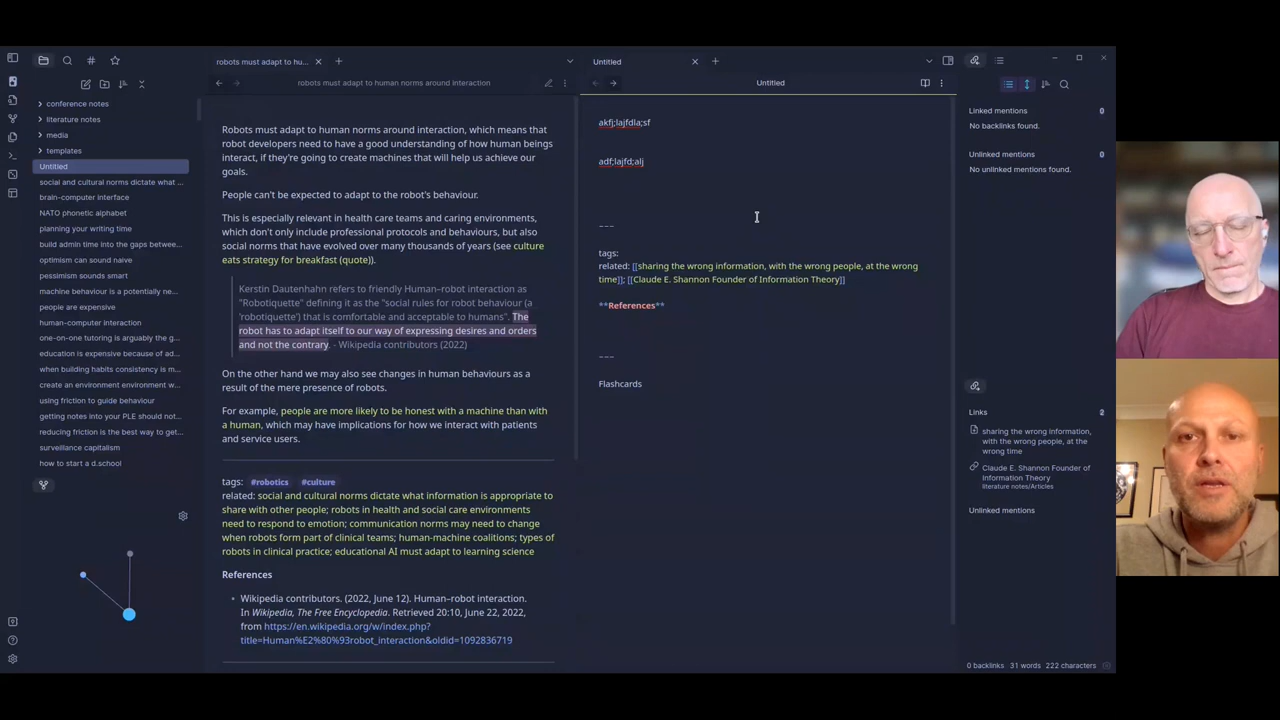 robots must adapt to hu...
Untitled
robots must adapt to human norms around interaction
Untitled
conference notes
literature notes
media
templates
Untitled
social and cultural norms dictate what ...
brain-computer interface
NATO phonetic alphabet
planning your writing time
build admin time into the gaps betwee...
optimism can sound naive
pessimism sounds smart
machine behaviour is a potentially ne...
people are expensive
human-computer interaction
one-on-one tutoring is arguably the g...
education is expensive because of ad...
when building habits consistency is m...
create an environment environment w...
using friction to guide behaviour
getting notes into your PLE should not...
reducing friction is the best way to get...
surveillance capitalism
how to start a d.school
Robots must adapt to human norms around interaction, which means that
robot developers need to have a good understanding of how human beings
interact, if they're going to create machines that will help us achieve our
goals.
People can't be expected to adapt to the robot's behaviour.
This is especially relevant in health care teams and caring environments,
which don't only include professional protocols and behaviours, but also
social norms that have evolved over many thousands of years (see culture
eats strategy for breakfast (quote)).
Kerstin Dautenhahn refers to friendly Human–robot interaction as
"Robotiquette" defining it as the "social rules for robot behaviour (a
'robotiquette') that is comfortable and acceptable to humans". The
robot has to adapt itself to our way of expressing desires and orders
and not the contrary. - Wikipedia contributors (2022)
On the other hand we may also see changes in human behaviours as a
result of the mere presence of robots.
For example, people are more likely to be honest with a machine than with
a human, which may have implications for how we interact with patients
and service users.
tags: #robotics #culture
related: social and cultural norms dictate what information is appropriate to
share with other people; robots in health and social care environments
need to respond to emotion; communication norms may need to change
when robots form part of clinical teams; human-machine coalitions; types of
robots in clinical practice; educational AI must adapt to learning science
References
• Wikipedia contributors. (2022, June 12). Human–robot interaction.
In Wikipedia, The Free Encyclopedia. Retrieved 20:10, June 22, 2022,
from https://en.wikipedia.org/w/index.php?
title=Human%E2%80%93robot_interaction&oldid=1092836719
akfj;lajfdla;sf
adf;lajfd;alj
---
tags:
related: [[sharing the wrong information, with the wrong people, at the wrong
time]]; [[Claude E. Shannon Founder of Information Theory]]
**References**
---
Flashcards
Linked mentions 0
No backlinks found.
Unlinked mentions 0
No unlinked mentions found.
Links 2
sharing the wrong information,
with the wrong people, at the
wrong time
Claude E. Shannon Founder of
Information Theory
literature notes/Articles
Unlinked mentions
0 backlinks 31 words 222 characters